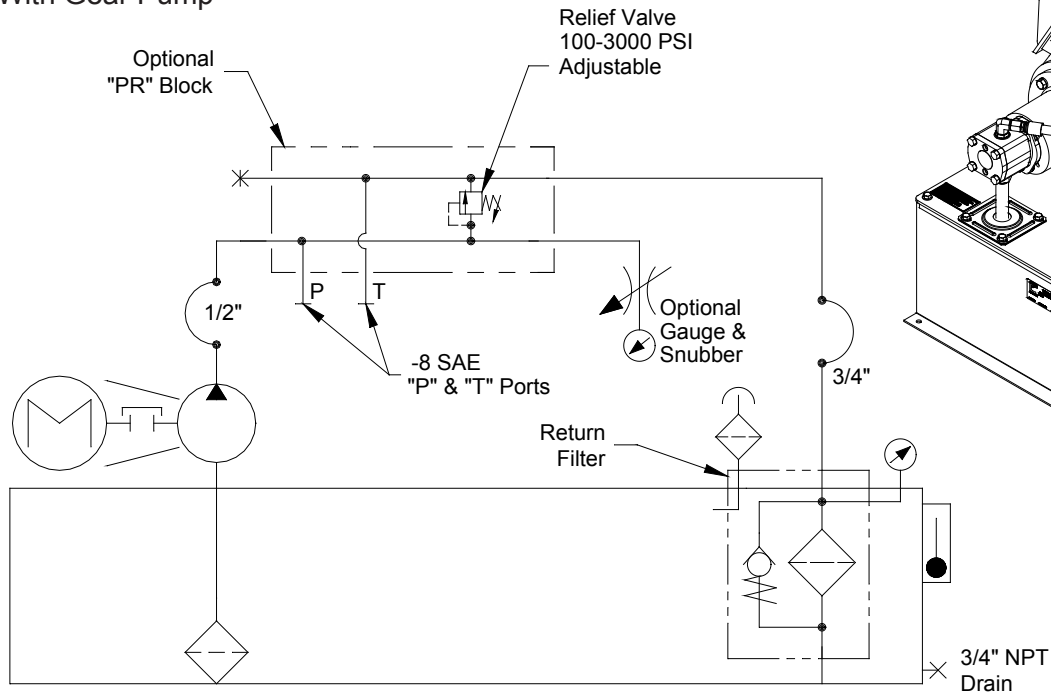 With Gear Pump
Relief Valve
100-3000 PSI
Adjustable
Optional
"PR" Block
P
T
1/2"
Optional
Gauge &
Snubber
-8 SAE
"P" & "T" Ports
3/4"
M
Return
Filter
3/4" NPT
Drain